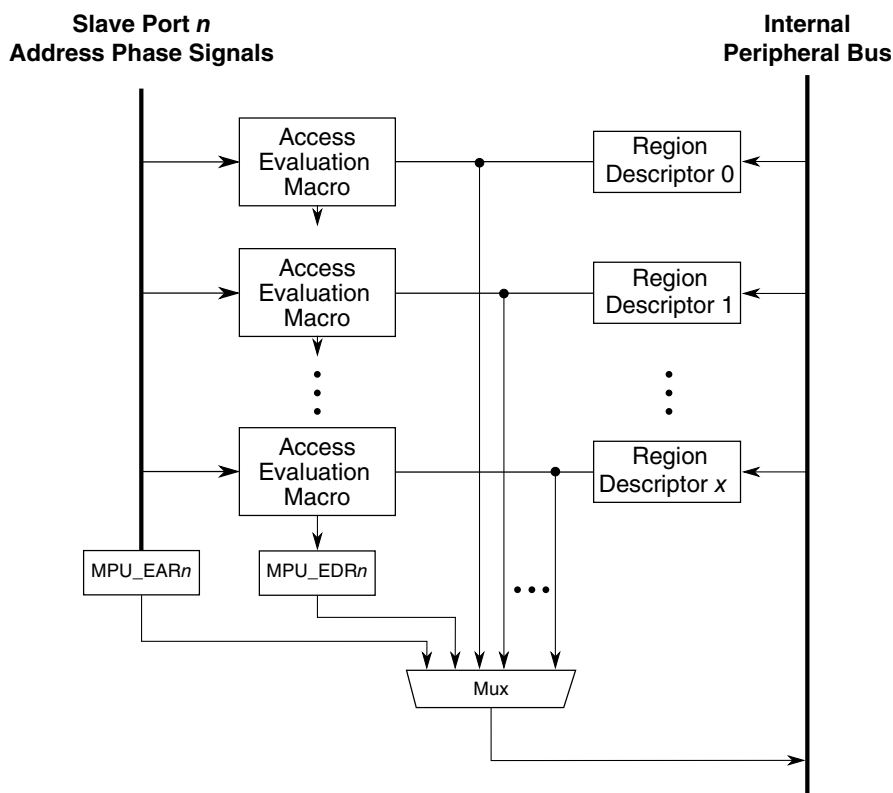 Slave Port n
Address Phase Signals
Internal
Peripheral Bus
Access
Evaluation
Macro
Region
Descriptor 0
Access
Evaluation
Macro
Region
Descriptor 1
Access
Evaluation
Macro
Region
Descriptor x
MPU_EARn
MPU_EDRn
Mux